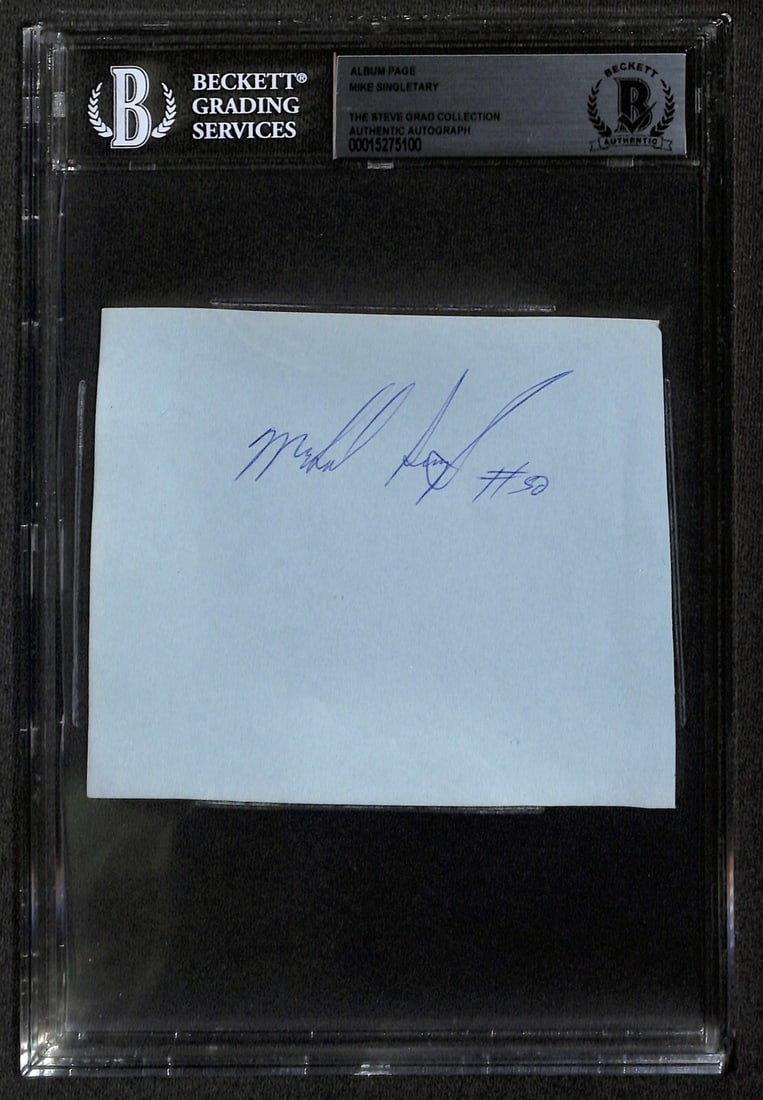 B
BECKETT®
GRADING
SERVICES
ALBUM PAGE
MIKE SINGLETARY
THE STEVE GRAD COLLECTION
AUTHENTIC AUTOGRAPH
00015275100
BECKETT
B
AUTHENTIC
#50